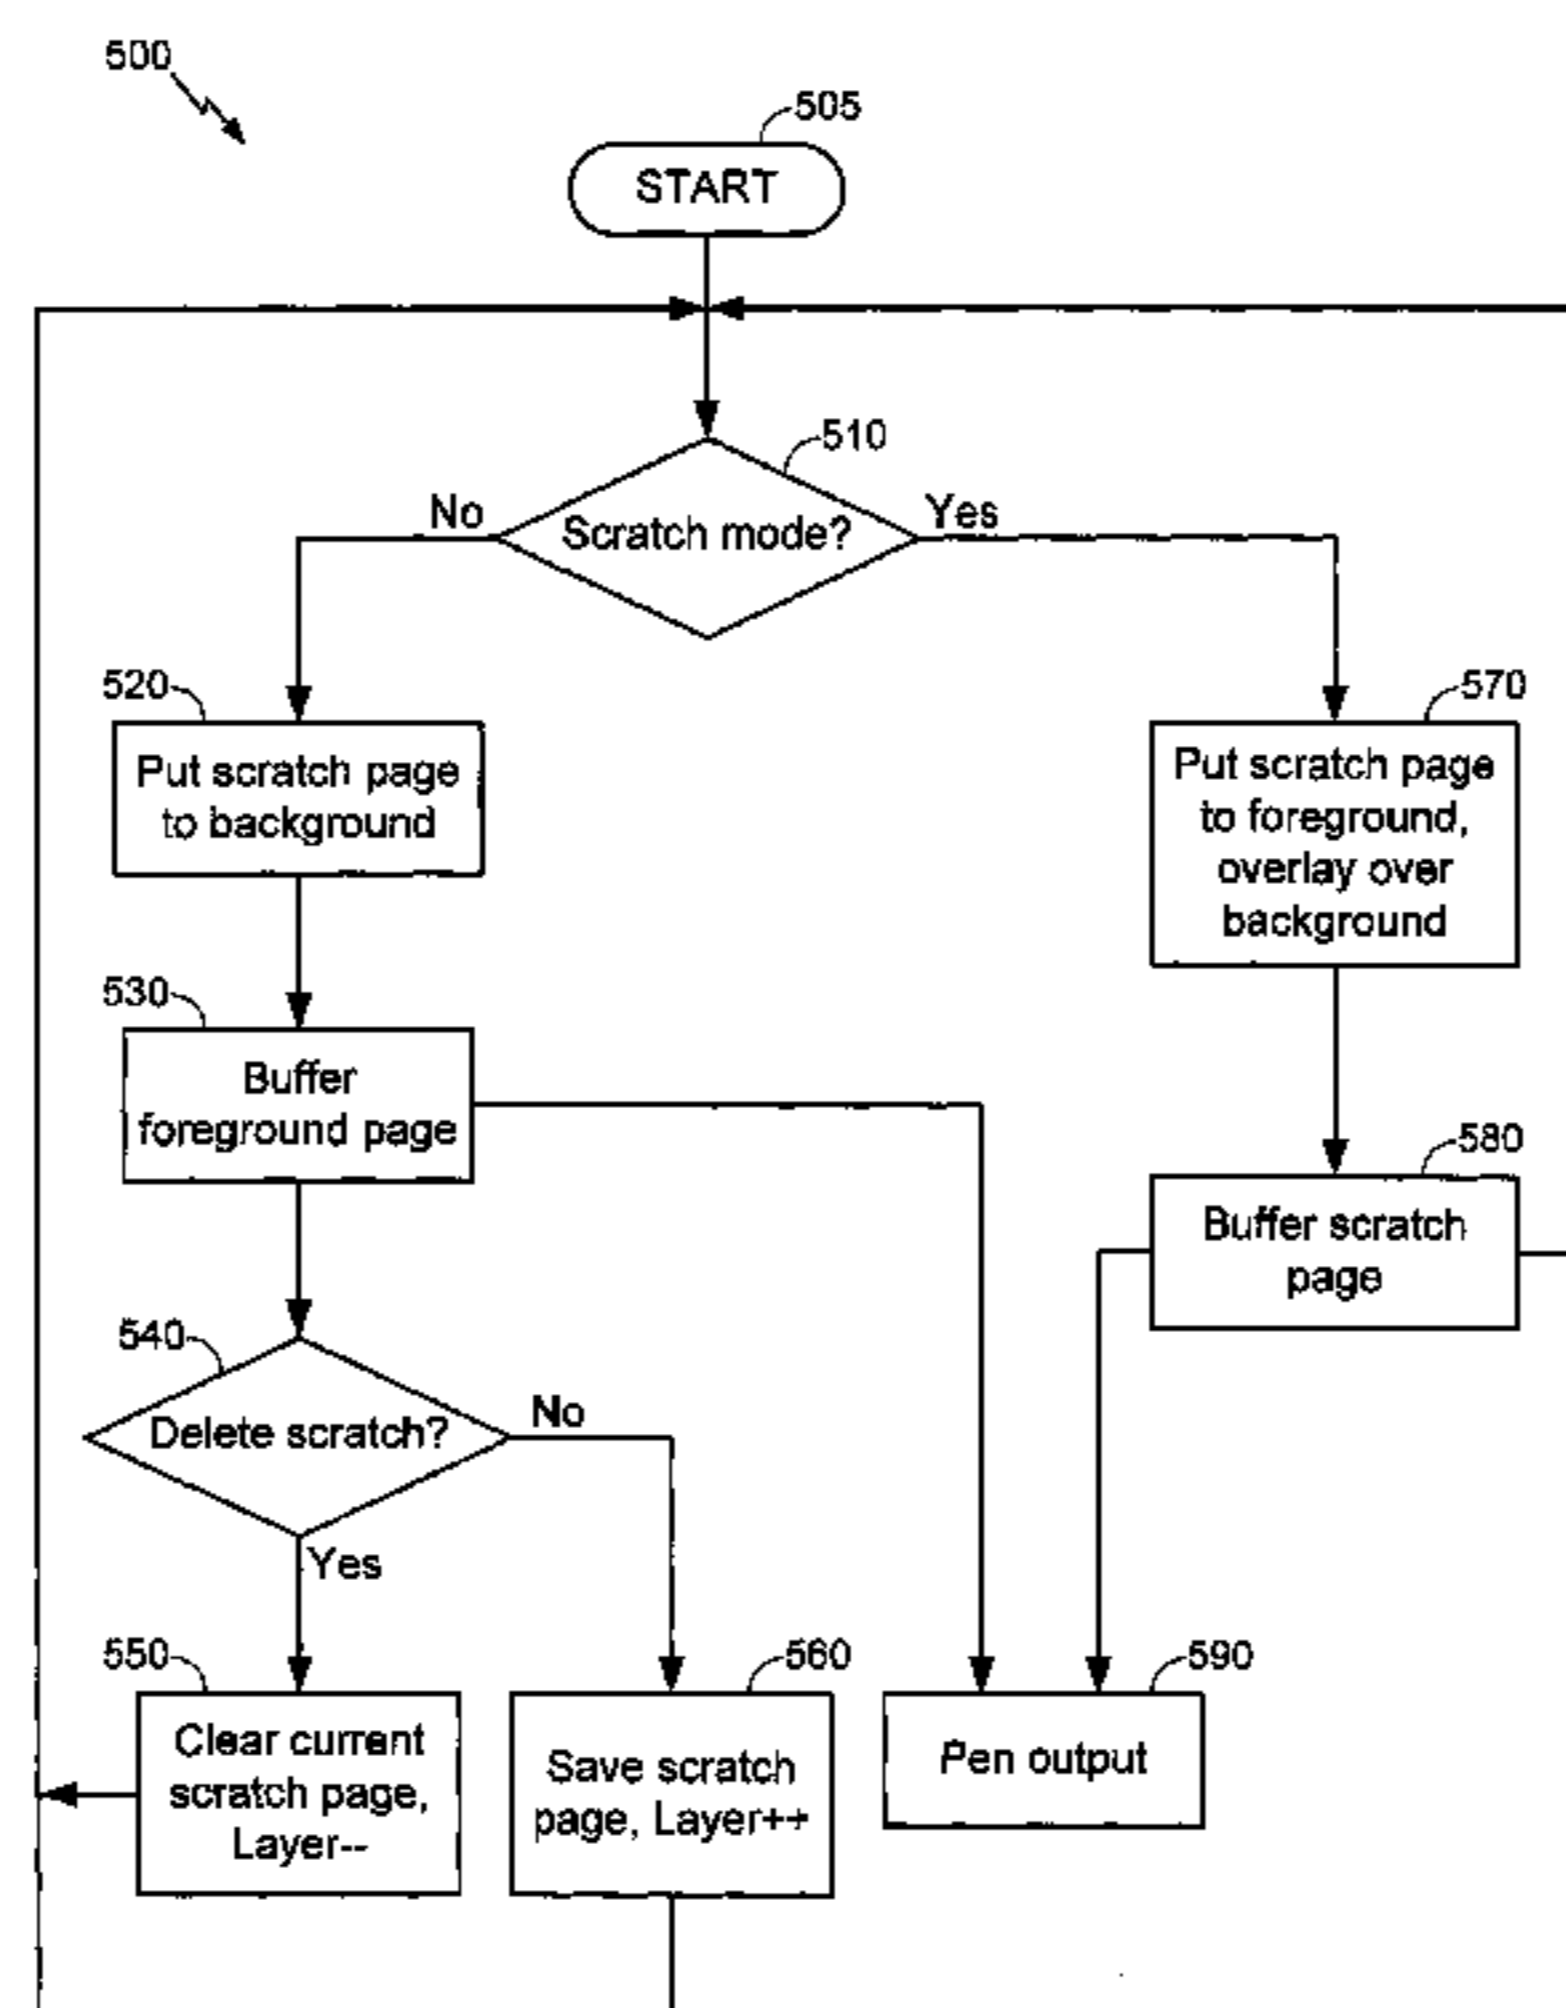 500
505
START
510
No
Scratch mode?
Yes
520
Put scratch page
to background
570
Put scratch page
to foreground,
overlay over
background
530
Buffer
foreground page
580
Buffer scratch
page
540
Delete scratch?
No
Yes
550
Clear current
scratch page,
Layer--
560
Save scratch
page, Layer++
590
Pen output